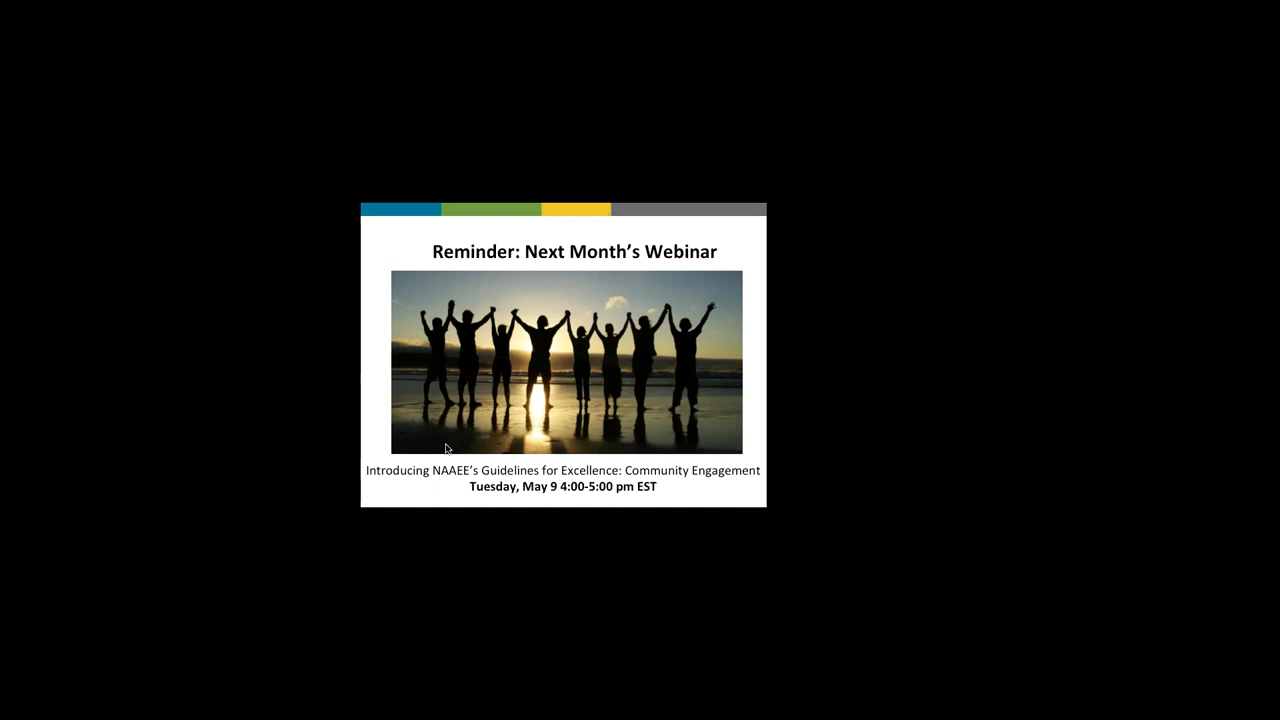 Reminder: Next Month’s Webinar
Introducing NAAEE’s Guidelines for Excellence: Community Engagement
Tuesday, May 9 4:00-5:00 pm EST